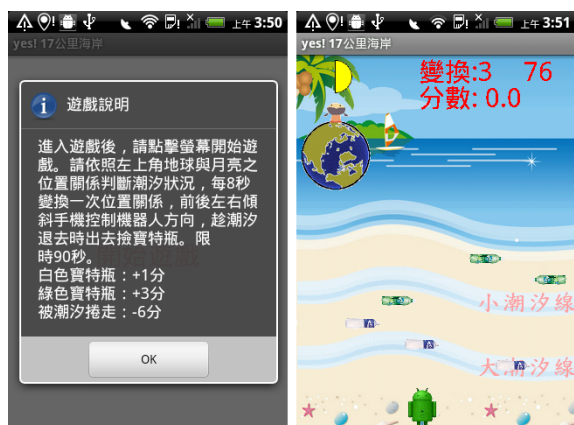 上午 3:50
yes! 17公里海岸
遊戲說明
進入遊戲後，請點擊螢幕開始遊
戲。請依照左上角地球與月亮之
位置關係判斷潮汐狀況，每8秒
變換一次位置關係，前後左右傾
斜手機控制機器人方向，趁潮汐
退去時出去撿寶特瓶。限
時90秒。
白色寶特瓶：+1分
綠色寶特瓶：+3分
被潮汐捲走：-6分
OK
上午 3:51
yes! 17公里海岸
變換:3 76
分數: 0.0
小潮汐線
大潮汐線